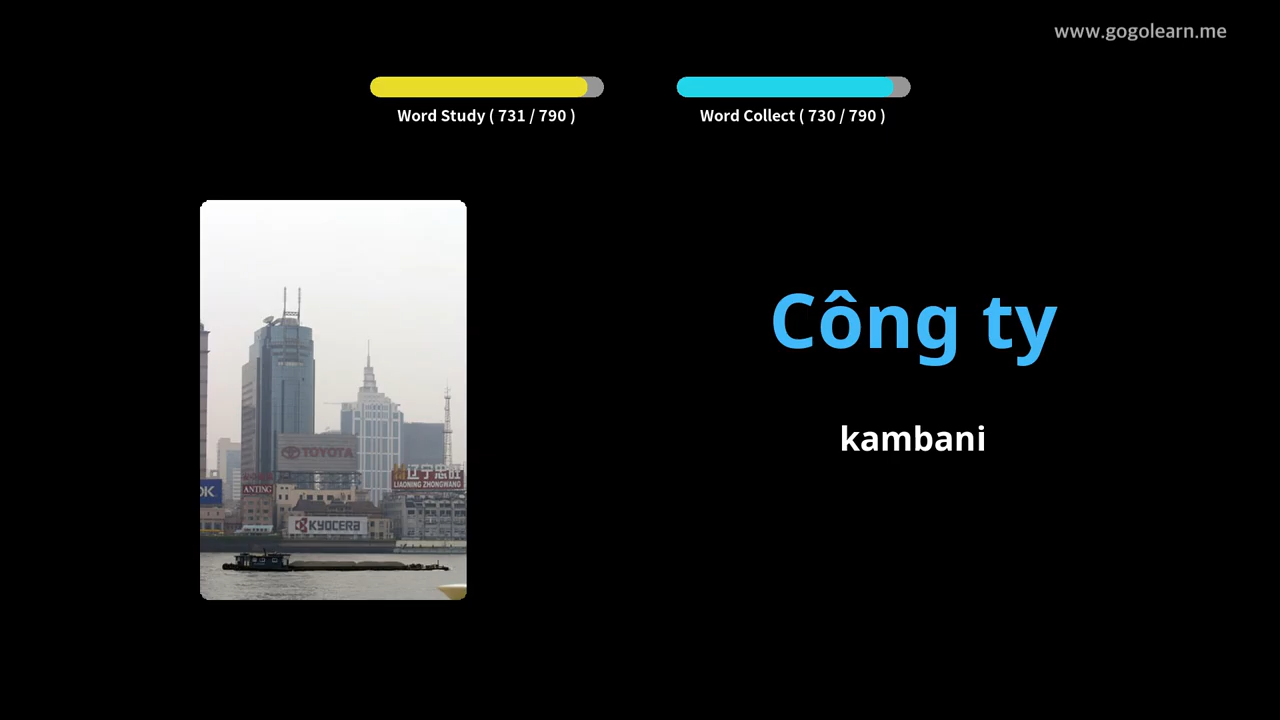 www.gogolearn.me
Word Study ( 731 / 790 )
Word Collect ( 730 / 790 )
Công ty
kambani
TOYOTA
辽宁忠旺
LIAONING ZHONGWANG
ANTING
OK
KYOCERA